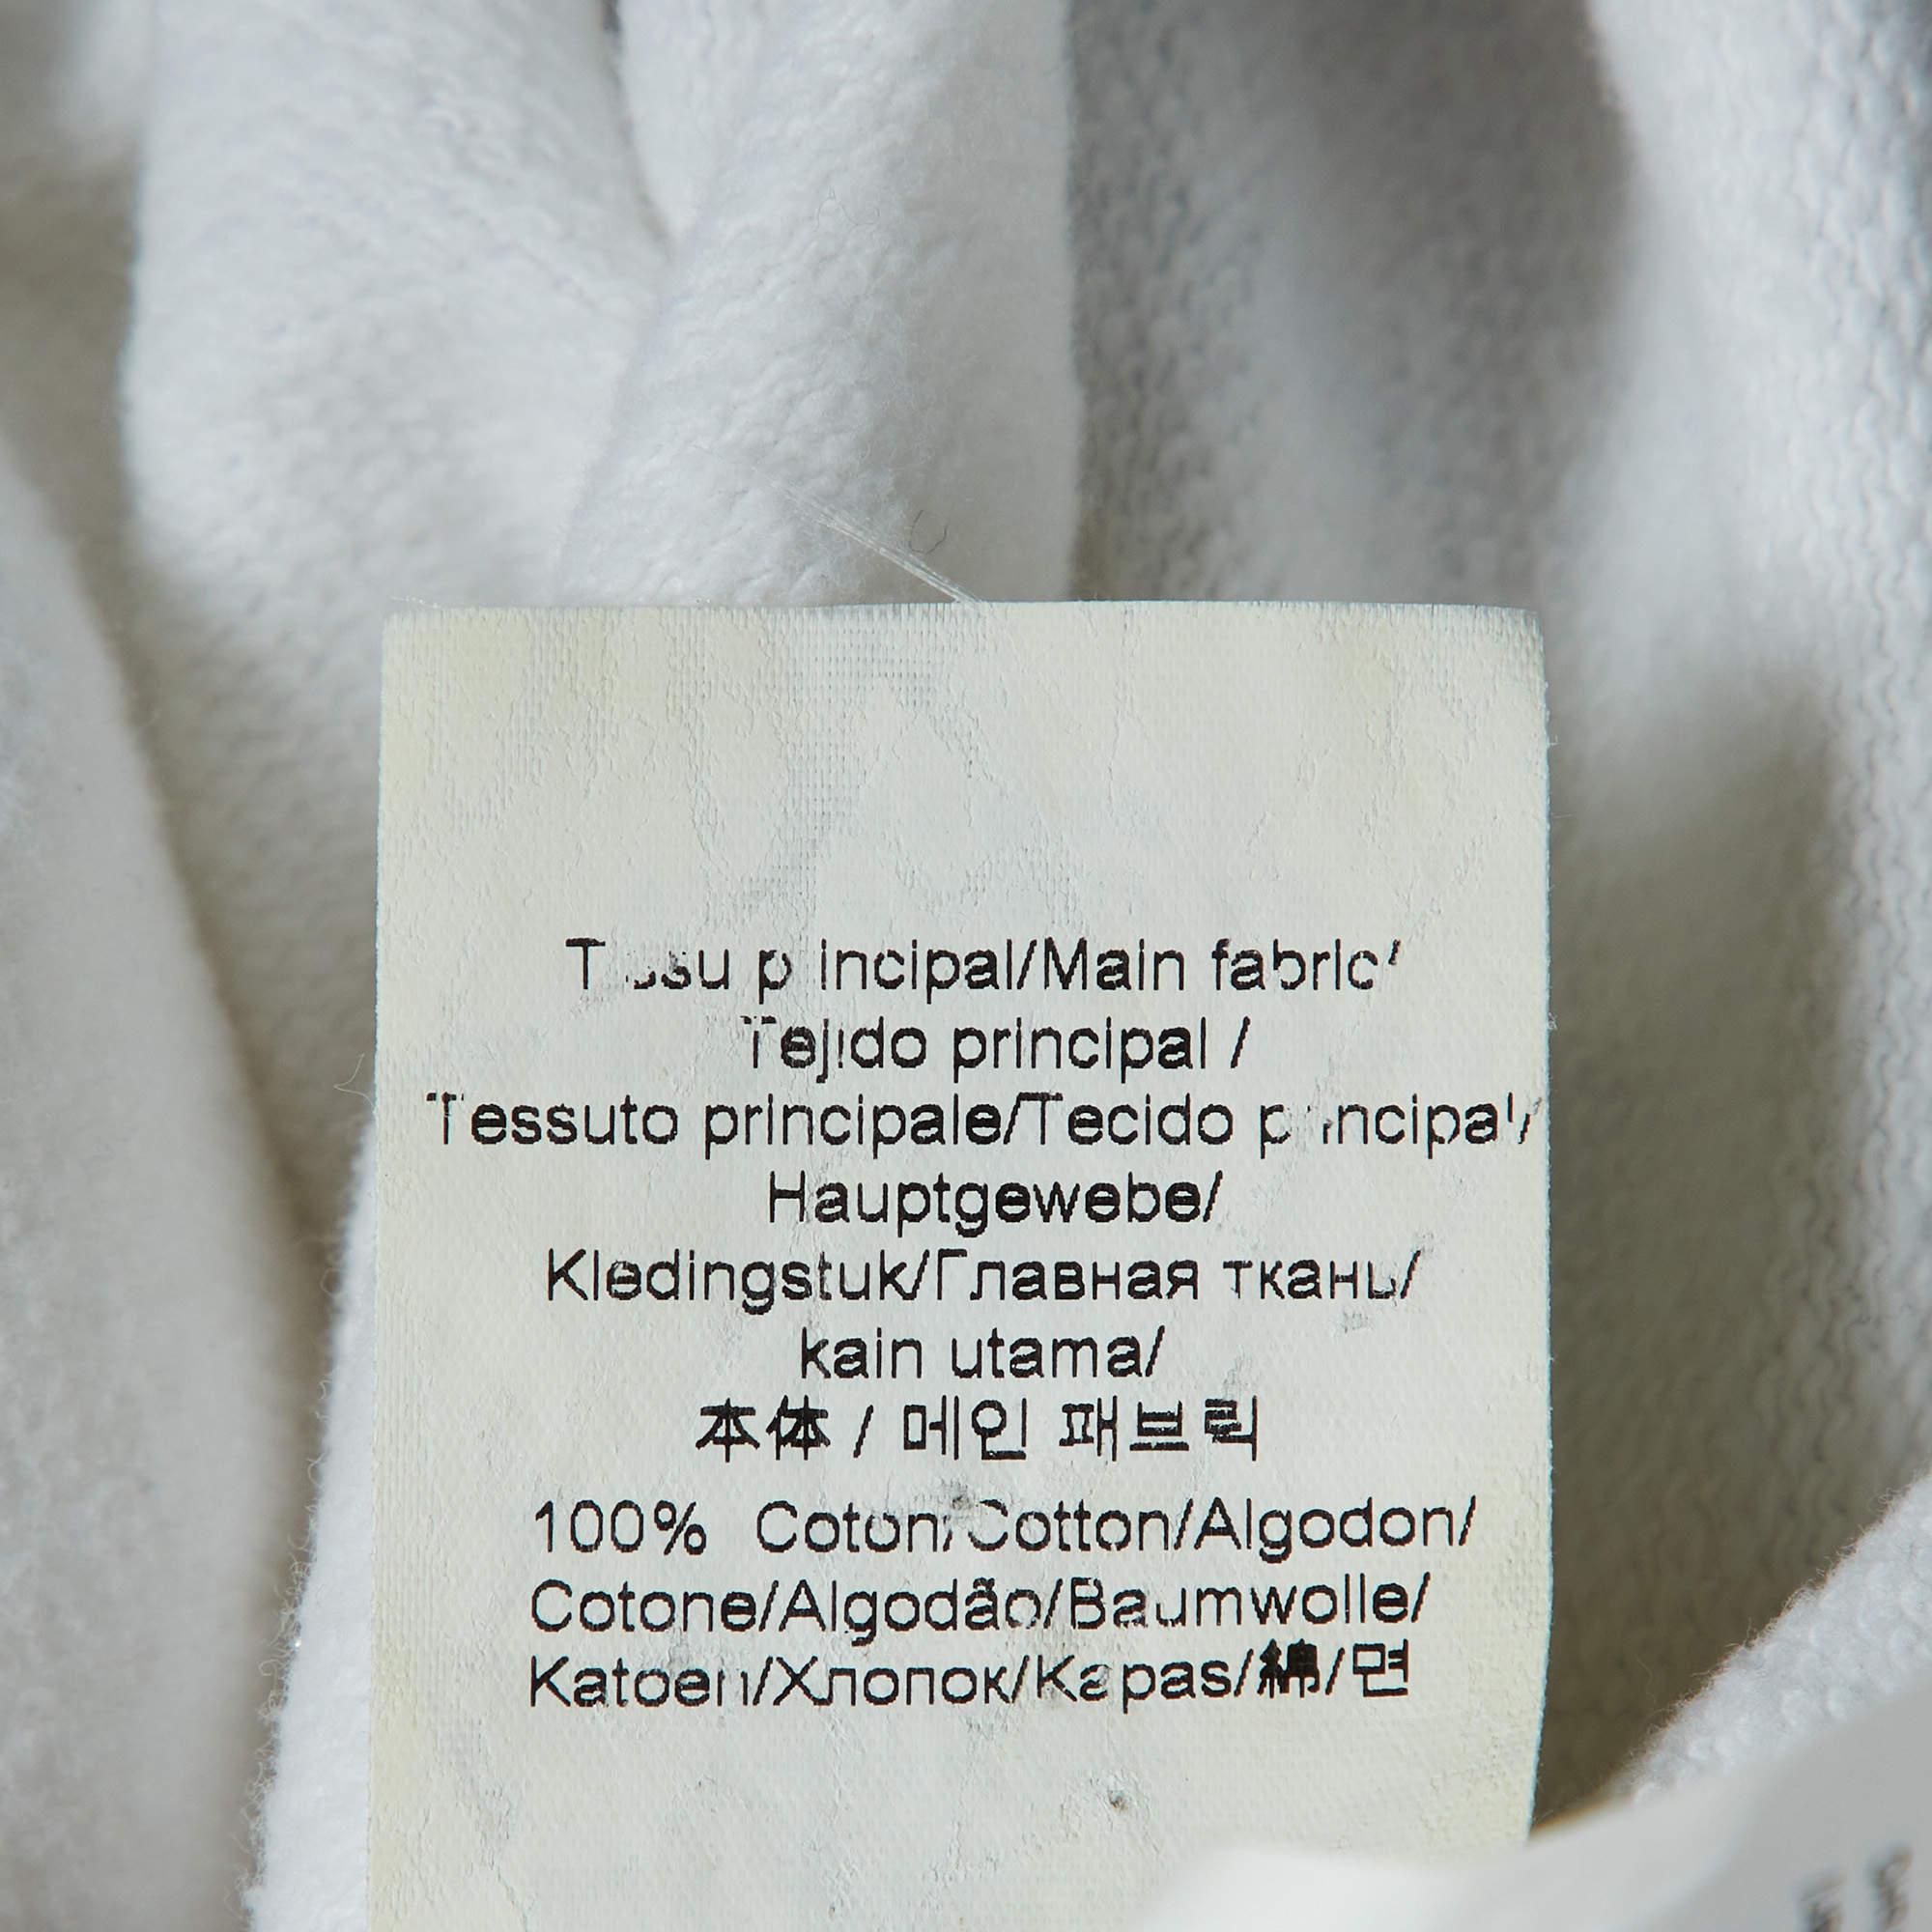 Tissu principal/Main fabric/
Tejido principal /
Tessuto principale/Tecido principal/
Hauptgewebe/
Kledingstuk/Главная ткань/
kain utama/
本体 / 메인 패브릭
100% Coton/Cotton/Algodon/
Cotone/Algodão/Baumwolle/
Katoen/Хлопок/Kapas/綿/면